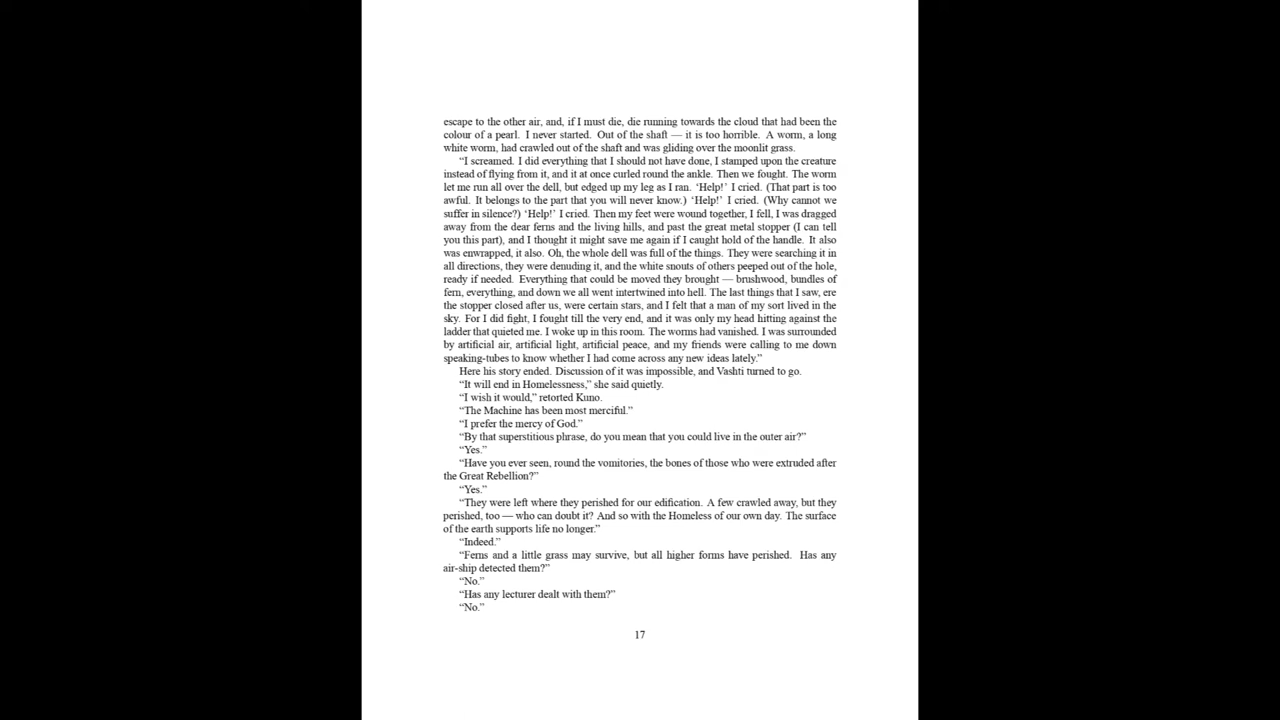 escape to the other air, and, if I must die, die running towards the cloud that had been the
colour of a pearl. I never started. Out of the shaft — it is too horrible. A worm, a long
white worm, had crawled out of the shaft and was gliding over the moonlit grass.
“I screamed. I did everything that I should not have done, I stamped upon the creature
instead of flying from it, and it at once curled round the ankle. Then we fought. The worm
let me run all over the dell, but edged up my leg as I ran. ‘Help!’ I cried. (That part is too
awful. It belongs to the part that you will never know.) ‘Help!’ I cried. (Why cannot we
suffer in silence?) ‘Help!’ I cried. Then my feet were wound together, I fell, I was dragged
away from the dear ferns and the living hills, and past the great metal stopper (I can tell
you this part), and I thought it might save me again if I caught hold of the handle. It also
was enwrapped, it also. Oh, the whole dell was full of the things. They were searching it in
all directions, they were denuding it, and the white snouts of others peeped out of the hole,
ready if needed. Everything that could be moved they brought — brushwood, bundles of
fern, everything, and down we all went intertwined into hell. The last things that I saw, ere
the stopper closed after us, were certain stars, and I felt that a man of my sort lived in the
sky. For I did fight, I fought till the very end, and it was only my head hitting against the
ladder that quieted me. I woke up in this room. The worms had vanished. I was surrounded
by artificial air, artificial light, artificial peace, and my friends were calling to me down
speaking-tubes to know whether I had come across any new ideas lately.”
Here his story ended. Discussion of it was impossible, and Vashti turned to go.
“It will end in Homelessness,” she said quietly.
“I wish it would,” retorted Kuno.
“The Machine has been most merciful.”
“I prefer the mercy of God.”
“By that superstitious phrase, do you mean that you could live in the outer air?”
“Yes.”
“Have you ever seen, round the vomitories, the bones of those who were extruded after
the Great Rebellion?”
“Yes.”
“They were left where they perished for our edification. A few crawled away, but they
perished, too — who can doubt it? And so with the Homeless of our own day. The surface
of the earth supports life no longer.”
“Indeed.”
“Ferns and a little grass may survive, but all higher forms have perished. Has any
air-ship detected them?”
“No.”
“Has any lecturer dealt with them?”
“No.”
17